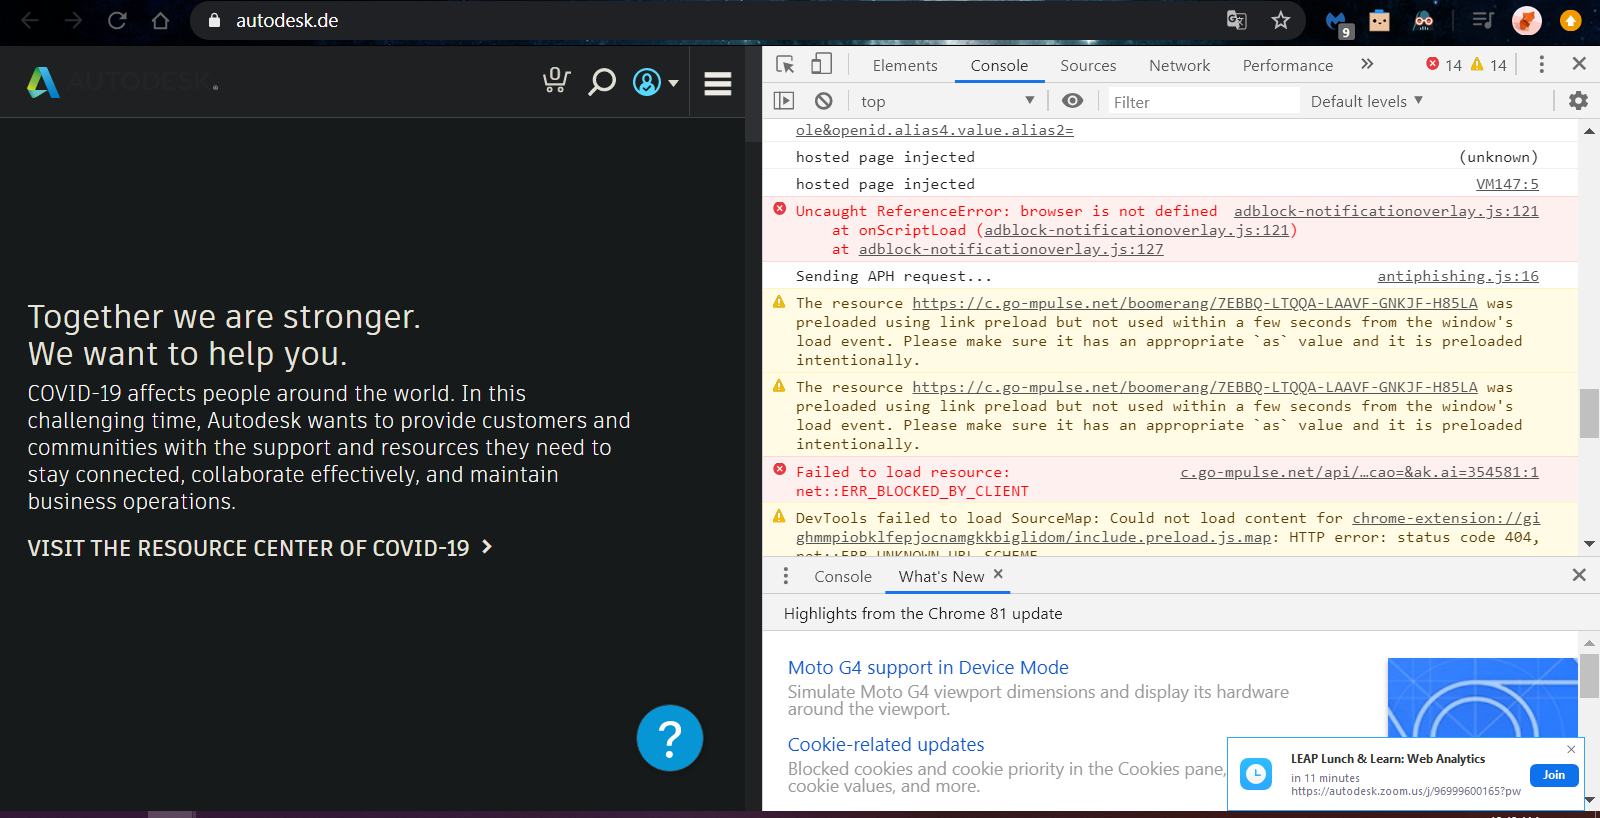 autodesk.de
9
AUTODESK®
0
Together we are stronger.
We want to help you.
COVID-19 affects people around the world. In this
challenging time, Autodesk wants to provide customers and
communities with the support and resources they need to
stay connected, collaborate effectively, and maintain
business operations.
VISIT THE RESOURCE CENTER OF COVID-19
?
Elements Console Sources Network Performance » 14 14
top Filter Default levels
ole&openid.alias4.value.alias2=
hosted page injected (unknown)
hosted page injected VM147:5
Uncaught ReferenceError: browser is not defined adblock-notificationoverlay.js:121
at onScriptLoad (adblock-notificationoverlay.js:121)
at adblock-notificationoverlay.js:127
Sending APH request... antiphishing.js:16
The resource https://c.go-mpulse.net/boomerang/7EBBQ-LTQQA-LAAVF-GNKJF-H85LA was
preloaded using link preload but not used within a few seconds from the window's
load event. Please make sure it has an appropriate `as` value and it is preloaded
intentionally.
The resource https://c.go-mpulse.net/boomerang/7EBBQ-LTQQA-LAAVF-GNKJF-H85LA was
preloaded using link preload but not used within a few seconds from the window's
load event. Please make sure it has an appropriate `as` value and it is preloaded
intentionally.
Failed to load resource: c.go-mpulse.net/api/…cao=&ak.ai=354581:1
net::ERR_BLOCKED_BY_CLIENT
DevTools failed to load SourceMap: Could not load content for chrome-extension://gi
ghmmpiobklfepjocnamgkkbiglidom/include.preload.js.map: HTTP error: status code 404,
net::ERR_UNKNOWN_URL_SCHEME
Console What's New ×
Highlights from the Chrome 81 update
Moto G4 support in Device Mode
Simulate Moto G4 viewport dimensions and display its hardware
around the viewport.
Cookie-related updates
Blocked cookies and cookie priority in the Cookies pane,
cookie values, and more.
LEAP Lunch & Learn: Web Analytics
in 11 minutes
https://autodesk.zoom.us/j/96999600165?pw
Join